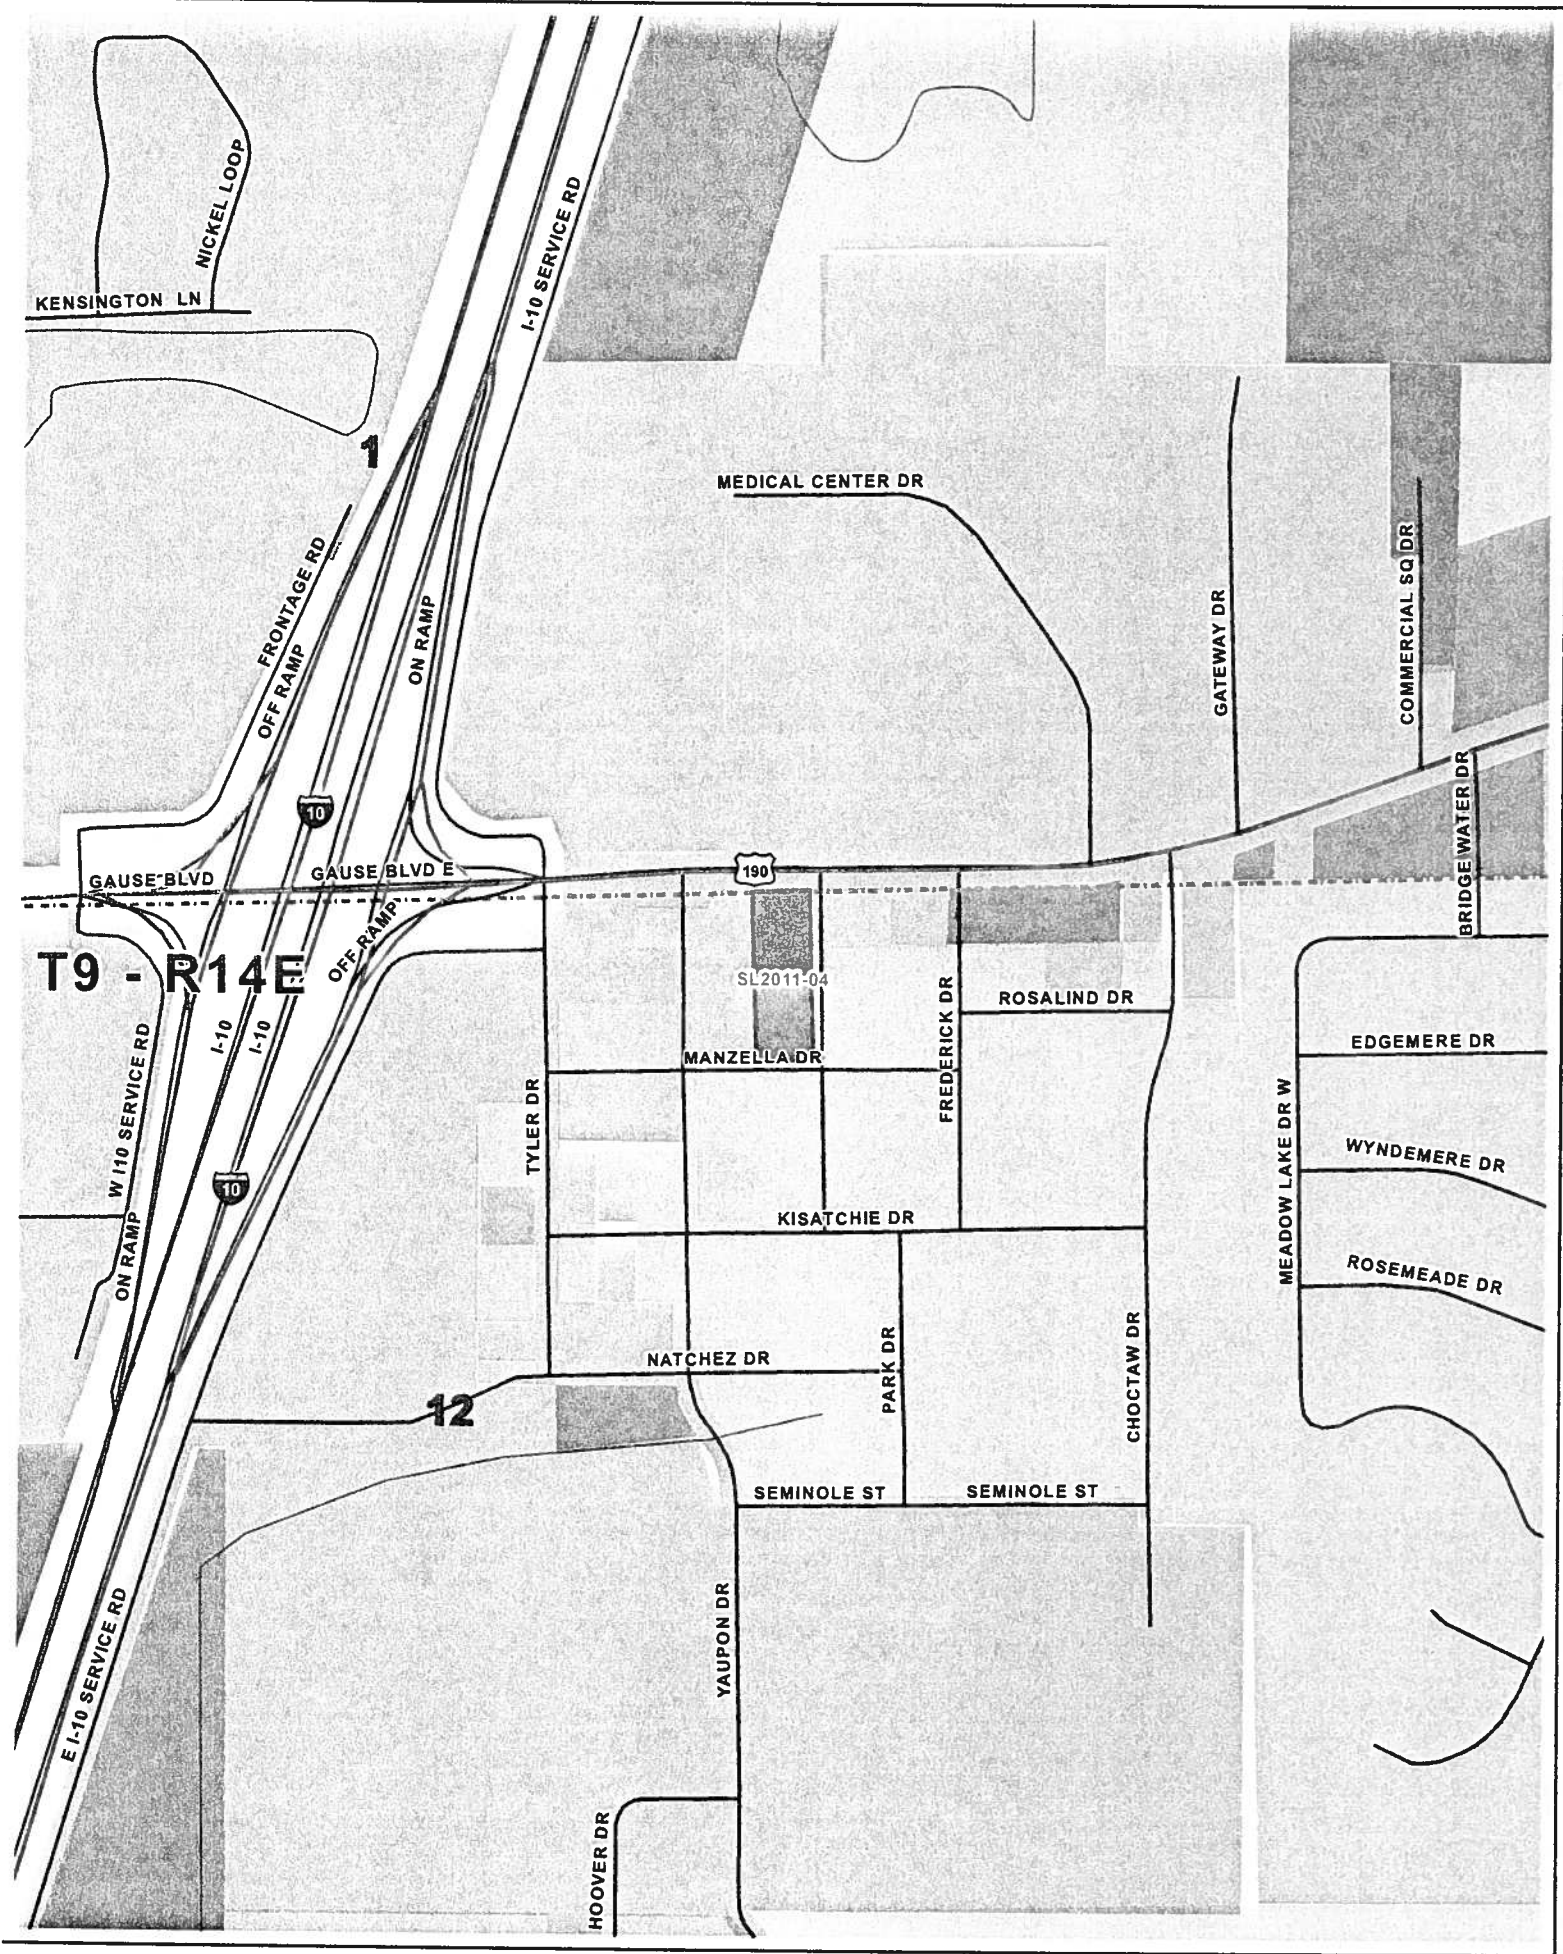 NICKEL LOOP
I-10 SERVICE RD
KENSINGTON LN
1
MEDICAL CENTER DR
FRONTAGE RD
OFF RAMP
ON RAMP
GATEWAY DR
COMMERCIAL SQ DR
10
BRIDGE WATER DR
GAUSE BLVD
GAUSE BLVD E
190
OFF RAMP
T9 - R14E
SL2011-04
ROSALIND DR
FREDERICK DR
I-10
I-10
W I10 SERVICE RD
MANZELLA DR
EDGEMERE DR
TYLER DR
MEADOW LAKE DR W
WYNDEMERE DR
10
KISATCHIE DR
ON RAMP
ROSEMEADE DR
NATCHEZ DR
PARK DR
CHOCTAW DR
12
SEMINOLE ST
SEMINOLE ST
YAUPON DR
E I-10 SERVICE RD
HOOVER DR